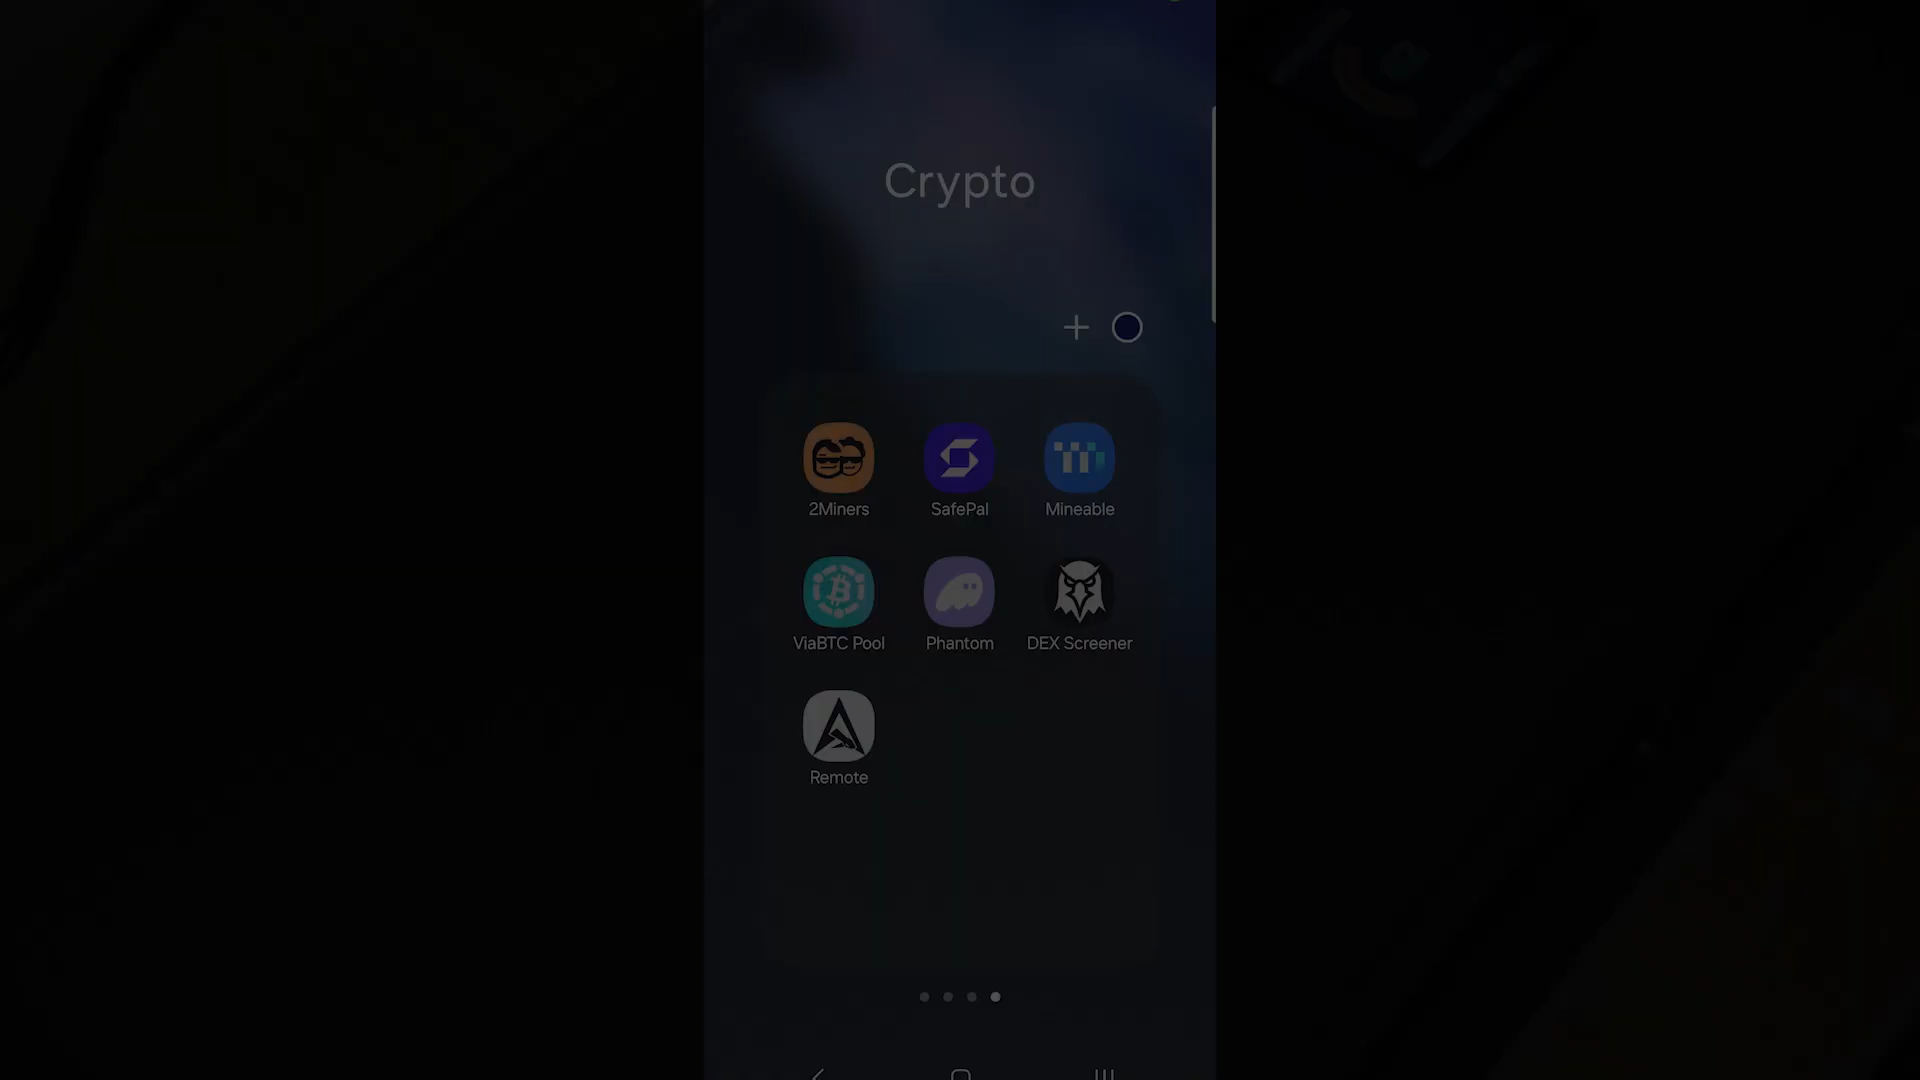 Crypto
2Miners SafePal Mineable
ViaBTC Pool Phantom DEX Screener
Remote